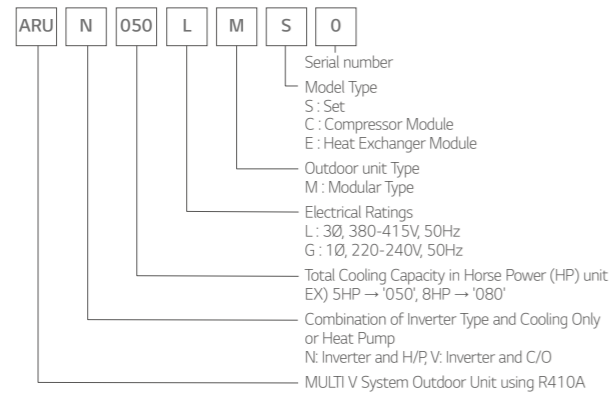 ARU N 050 L M S 0
Serial number
Model Type
S : Set
C : Compressor Module
E : Heat Exchanger Module
Outdoor unit Type
M : Modular Type
Electrical Ratings
L : 3Ø, 380-415V, 50Hz
G : 1Ø, 220-240V, 50Hz
Total Cooling Capacity in Horse Power (HP) unit
EX) 5HP → '050', 8HP → '080'
Combination of Inverter Type and Cooling Only
or Heat Pump
N: Inverter and H/P, V: Inverter and C/O
MULTI V System Outdoor Unit using R410A